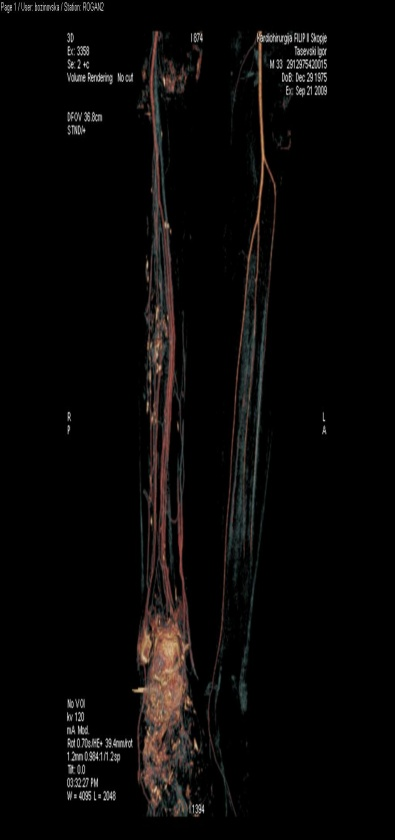 Page 1 / User: bozinovska / Station: ROGAN2
3D
Ex: 3358
Se: 2 +c
Volume Rendering No cut
DFOV 36.8cm
STND/+
1874
Kardiohirurgija FILIP II Skopje
Tasevski Igor
M 33 2912975420015
DoB: Dec 29 1975
Ex: Sep 21 2009
R
P
L
A
No VOI
kv 120
mA Mod.
Rot 0.70s/HE+ 39.4mm/rot
1.2mm 0.984:1/1.2sp
Tilt: 0.0
03:32:27 PM
W = 4095 L = 2048
1394